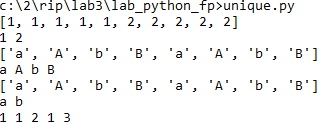 c:\2\rip\lab3\lab_python_fp>unique.py
[1, 1, 1, 1, 1, 2, 2, 2, 2, 2]
1 2
['a', 'A', 'b', 'B', 'a', 'A', 'b', 'B']
a A b B
['a', 'A', 'b', 'B', 'a', 'A', 'b', 'B']
a b
1 1 2 1 3